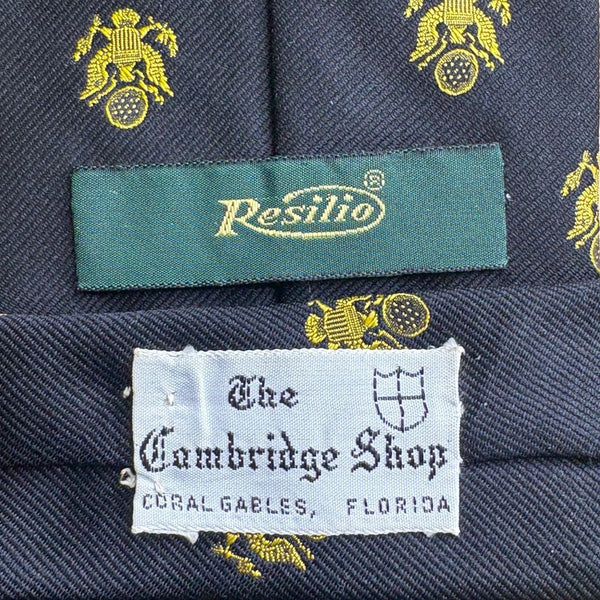 Resilio®
The
Cambridge Shop
CORAL GABLES, FLORIDA